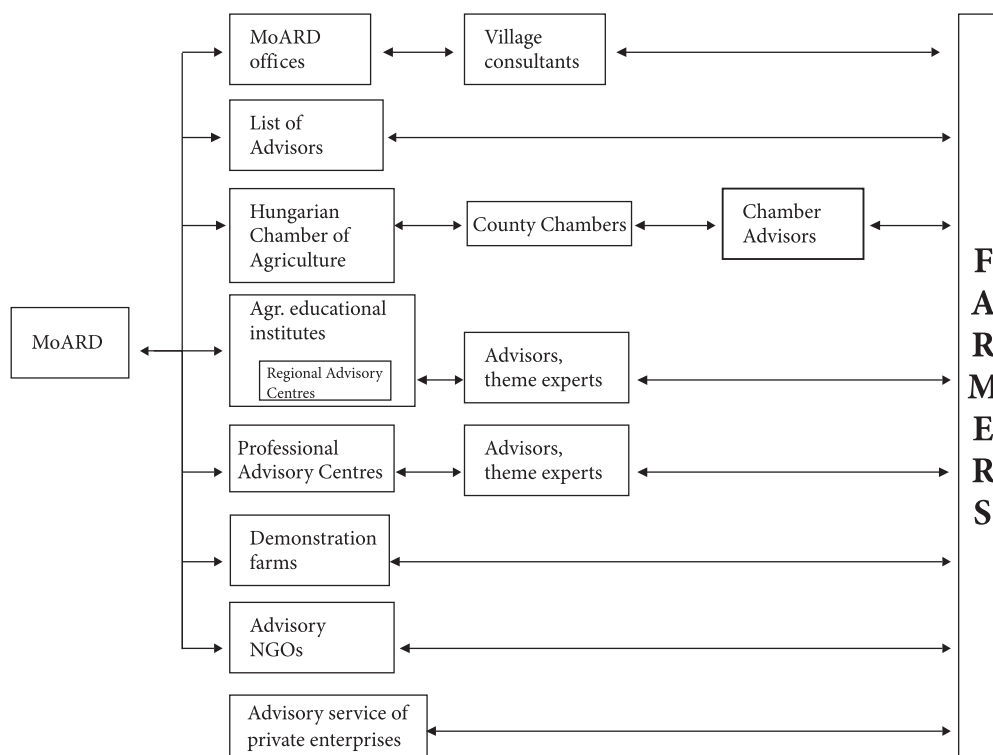 MoARD
offices
Village
consultants
List of
Advisors
Hungarian
Chamber of
Agriculture
County Chambers
Chamber
Advisors
MoARD
Agr. educational
institutes
Regional Advisory
Centres
Advisors,
theme experts
Professional
Advisory Centres
Advisors,
theme experts
Demonstration
farms
Advisory
NGOs
Advisory service of
private enterprises
F
A
R
M
E
R
S